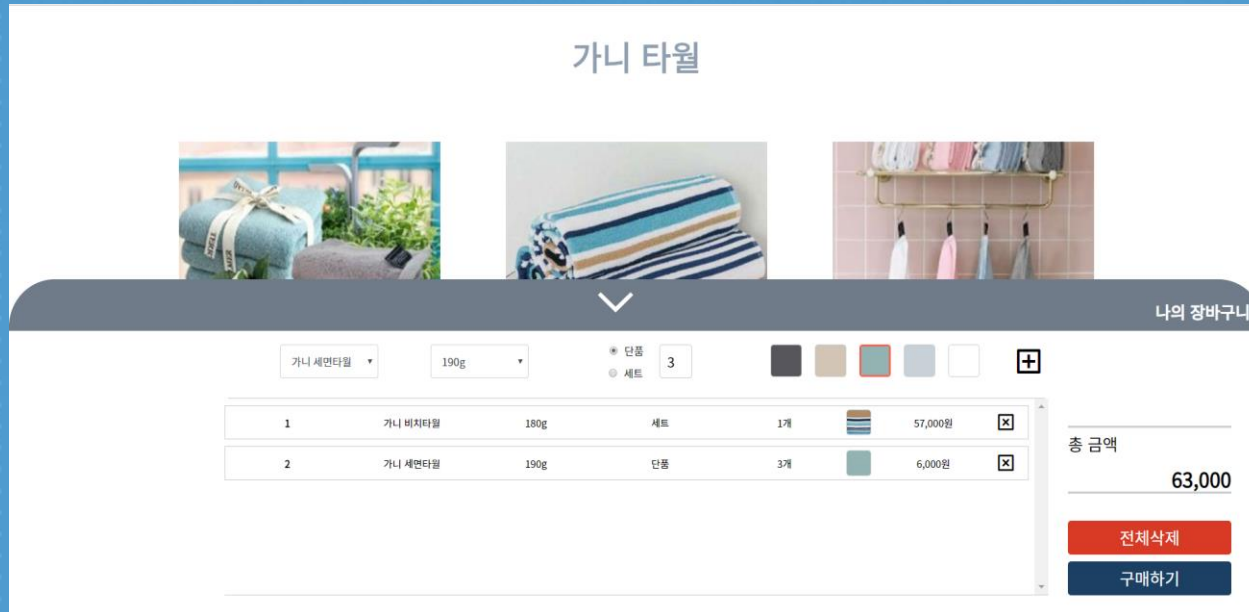 가니 타월
나의 장바구니
가니 세면타월 190g 단품 3
세트
1 가니 비치타월 180g 세트 1개 57,000원
2 가니 세면타월 190g 단품 3개 6,000원
총 금액
63,000
전체삭제
구매하기